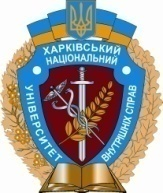 ХАРКІВСЬКИЙ
НАЦІОНАЛЬНИЙ
УНІВЕРСИТЕТ
ВНУТРІШНІХ СПРАВ